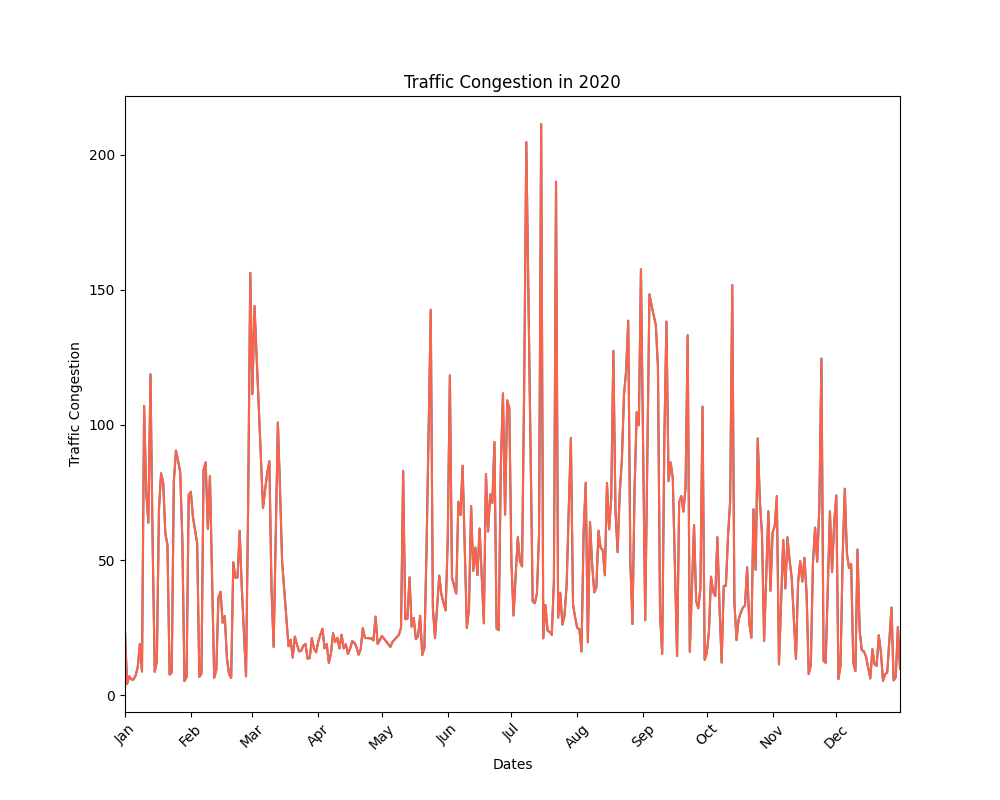 Traffic Congestion in 2020
Traffic Congestion
200
150
100
50
0
Jan
Feb
Mar
Apr
May
Jun
Jul
Aug
Sep
Oct
Nov
Dec
Dates